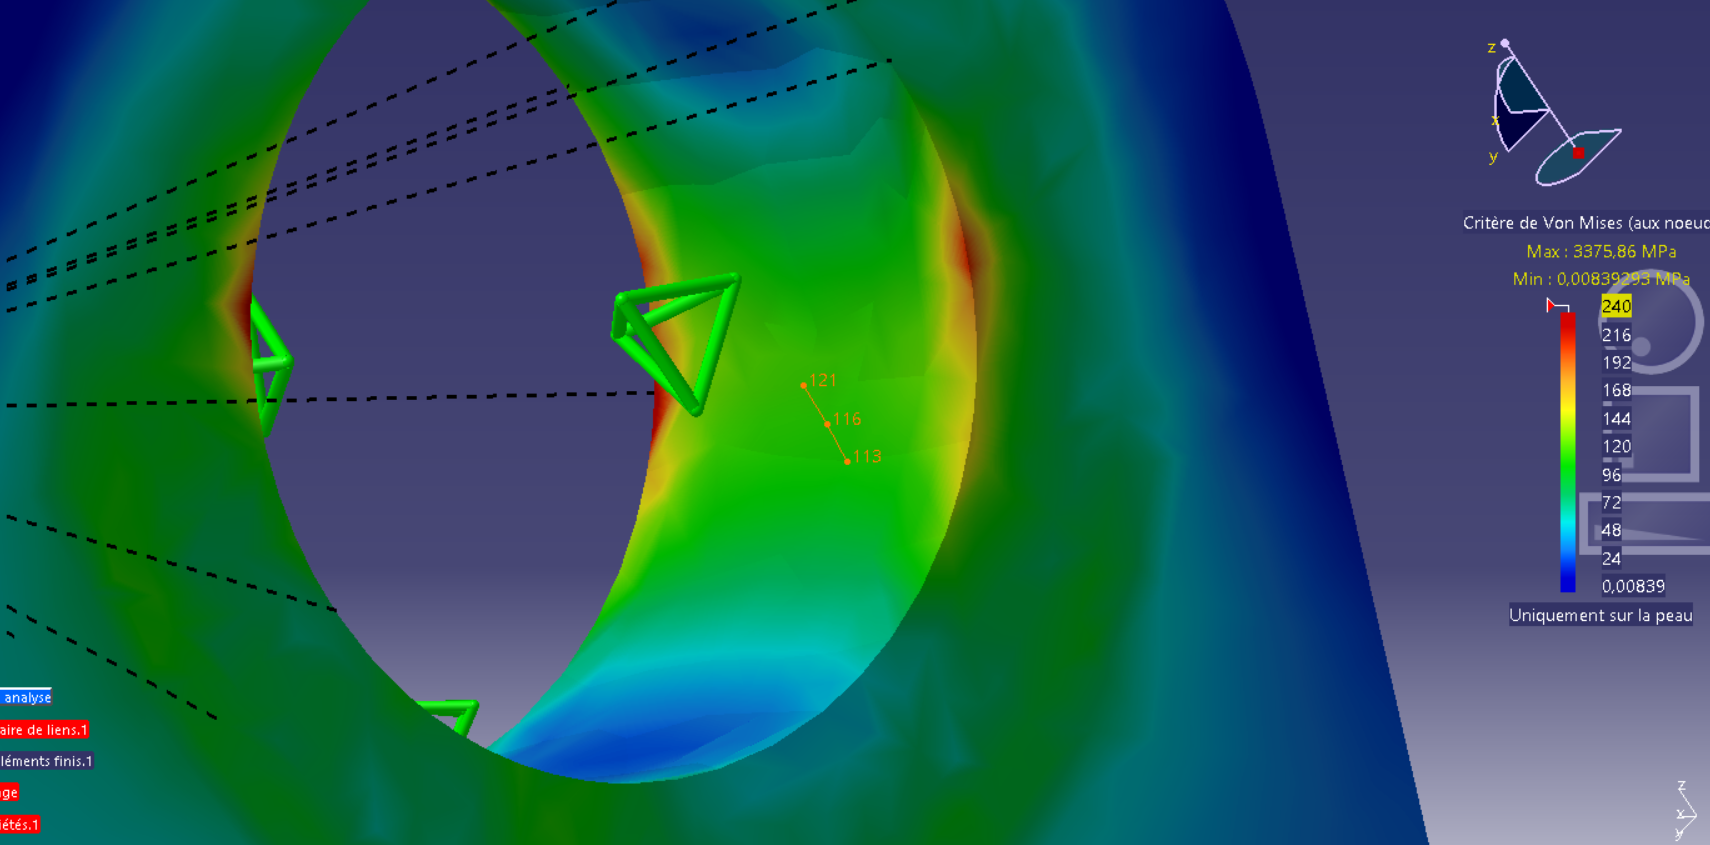 z
x
y
Critère de Von Mises (aux noeud
Max : 3375,86 MPa
Min : 0,00839293 MPa
240
216
192
168
144
120
96
72
48
24
0,00839
Uniquement sur la peau
121
116
113
analyse
aire de liens.1
léments finis.1
ge
iétés.1
z
x
y